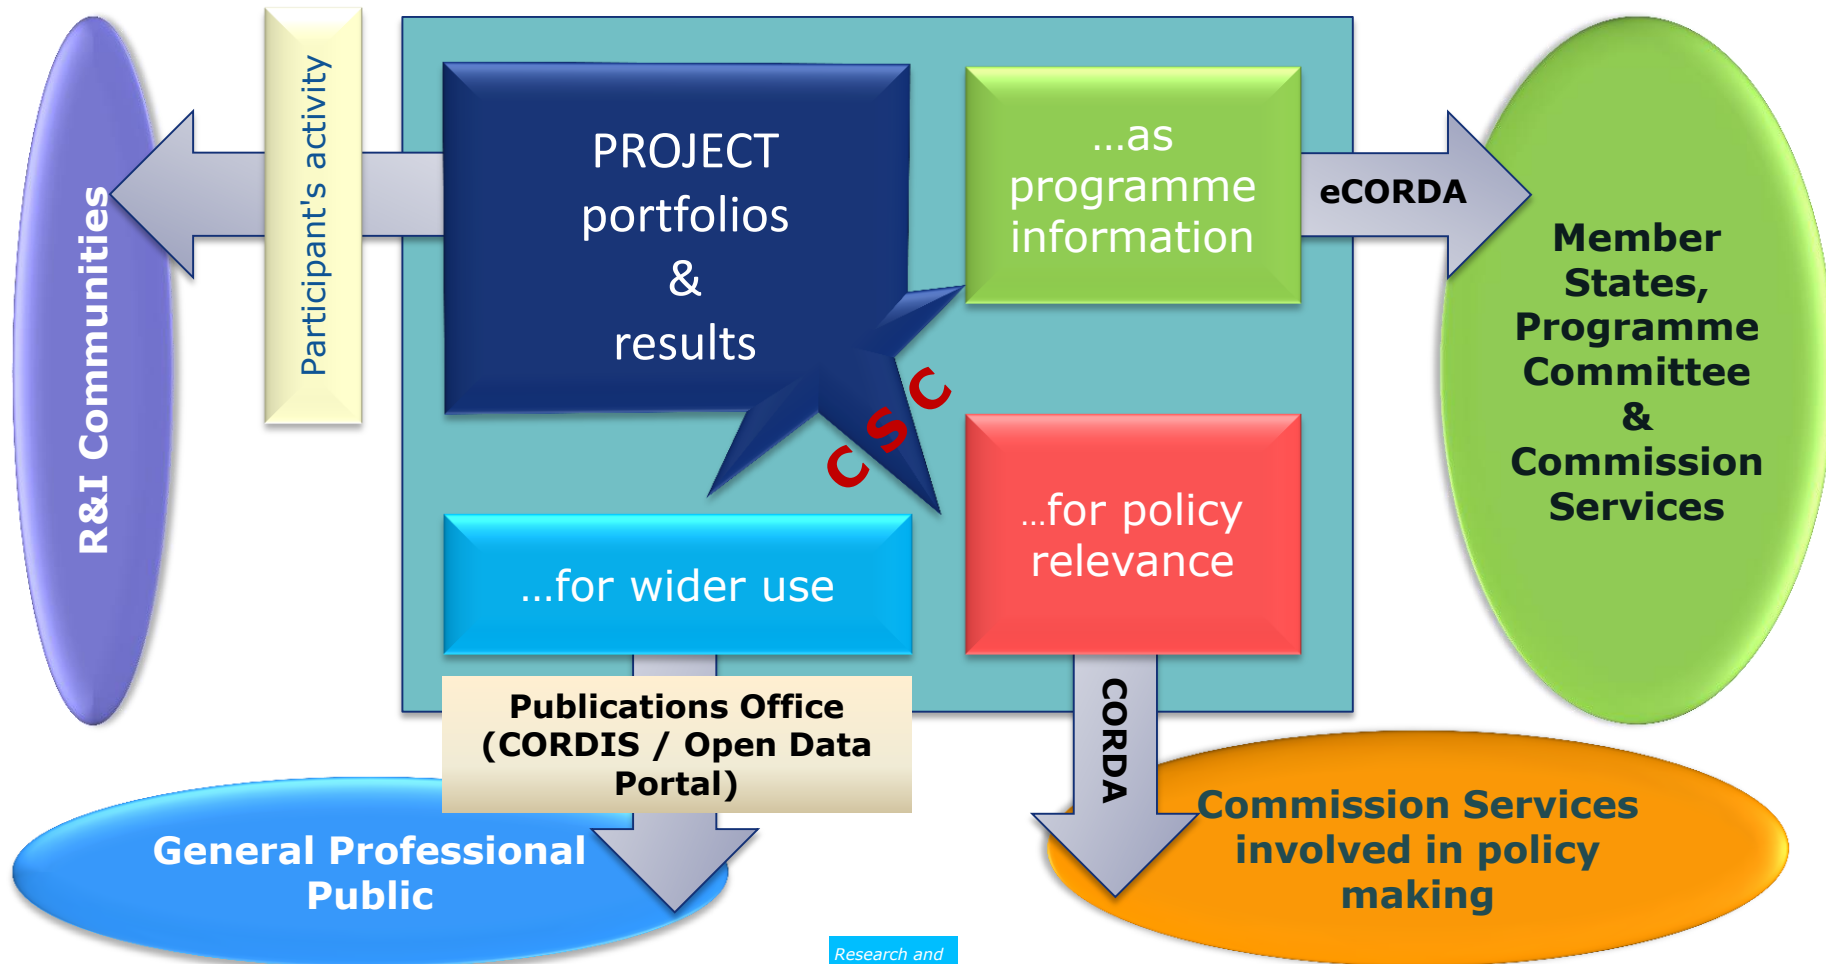 R&I Communities
Participant's activity
PROJECT
portfolios
&
results
...as
programme
information
eCORDA
Member
States,
Programme
Committee
&
Commission
Services
C S C
...for wider use
...for policy
relevance
Publications Office
(CORDIS / Open Data
Portal)
CORDA
General Professional
Public
Commission Services
involved in policy
making
Research and